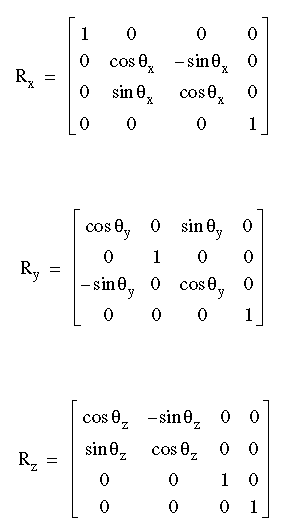 1 0 0 0
0 cosθx −sinθx 0
Rx =
0 sinθx cosθx 0
0 0 0 1
cosθy 0 sinθy 0
0 1 0 0
Ry =
−sinθy 0 cosθy 0
0 0 0 1
cosθz −sinθz 0 0
sinθz cosθz 0 0
Rz =
0 0 1 0
0 0 0 1